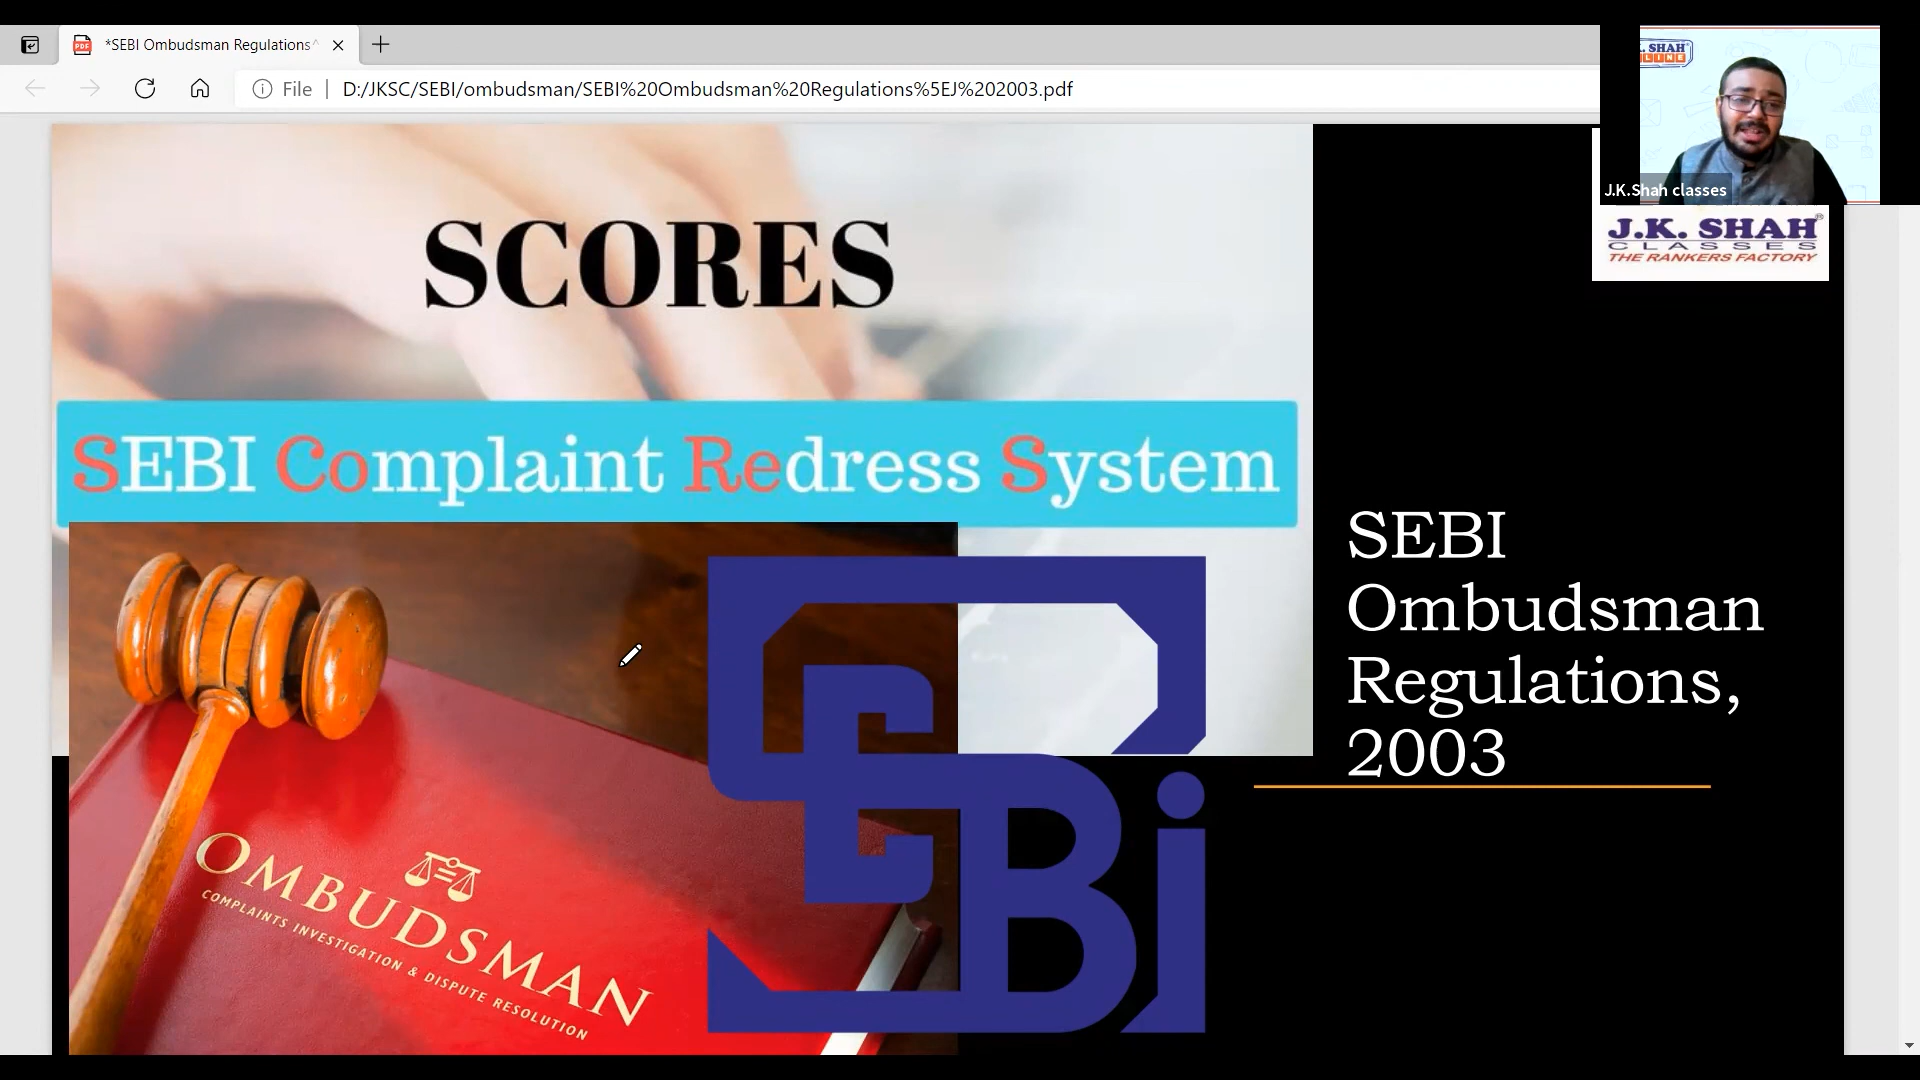 *SEBI Ombudsman Regulations^
File
D:/JKSC/SEBI/ombudsman/SEBI%20Ombudsman%20Regulations%5EJ%202003.pdf
J.K.Shah classes
J.K. SHAH
CLASSES
THE RANKERS FACTORY
SCORES
SEBI Complaint Redress System
SEBI
Ombudsman
Regulations,
2003
OMBUDSMAN
COMPLAINTS INVESTIGATION & DISPUTE RESOLUTION
SEBi